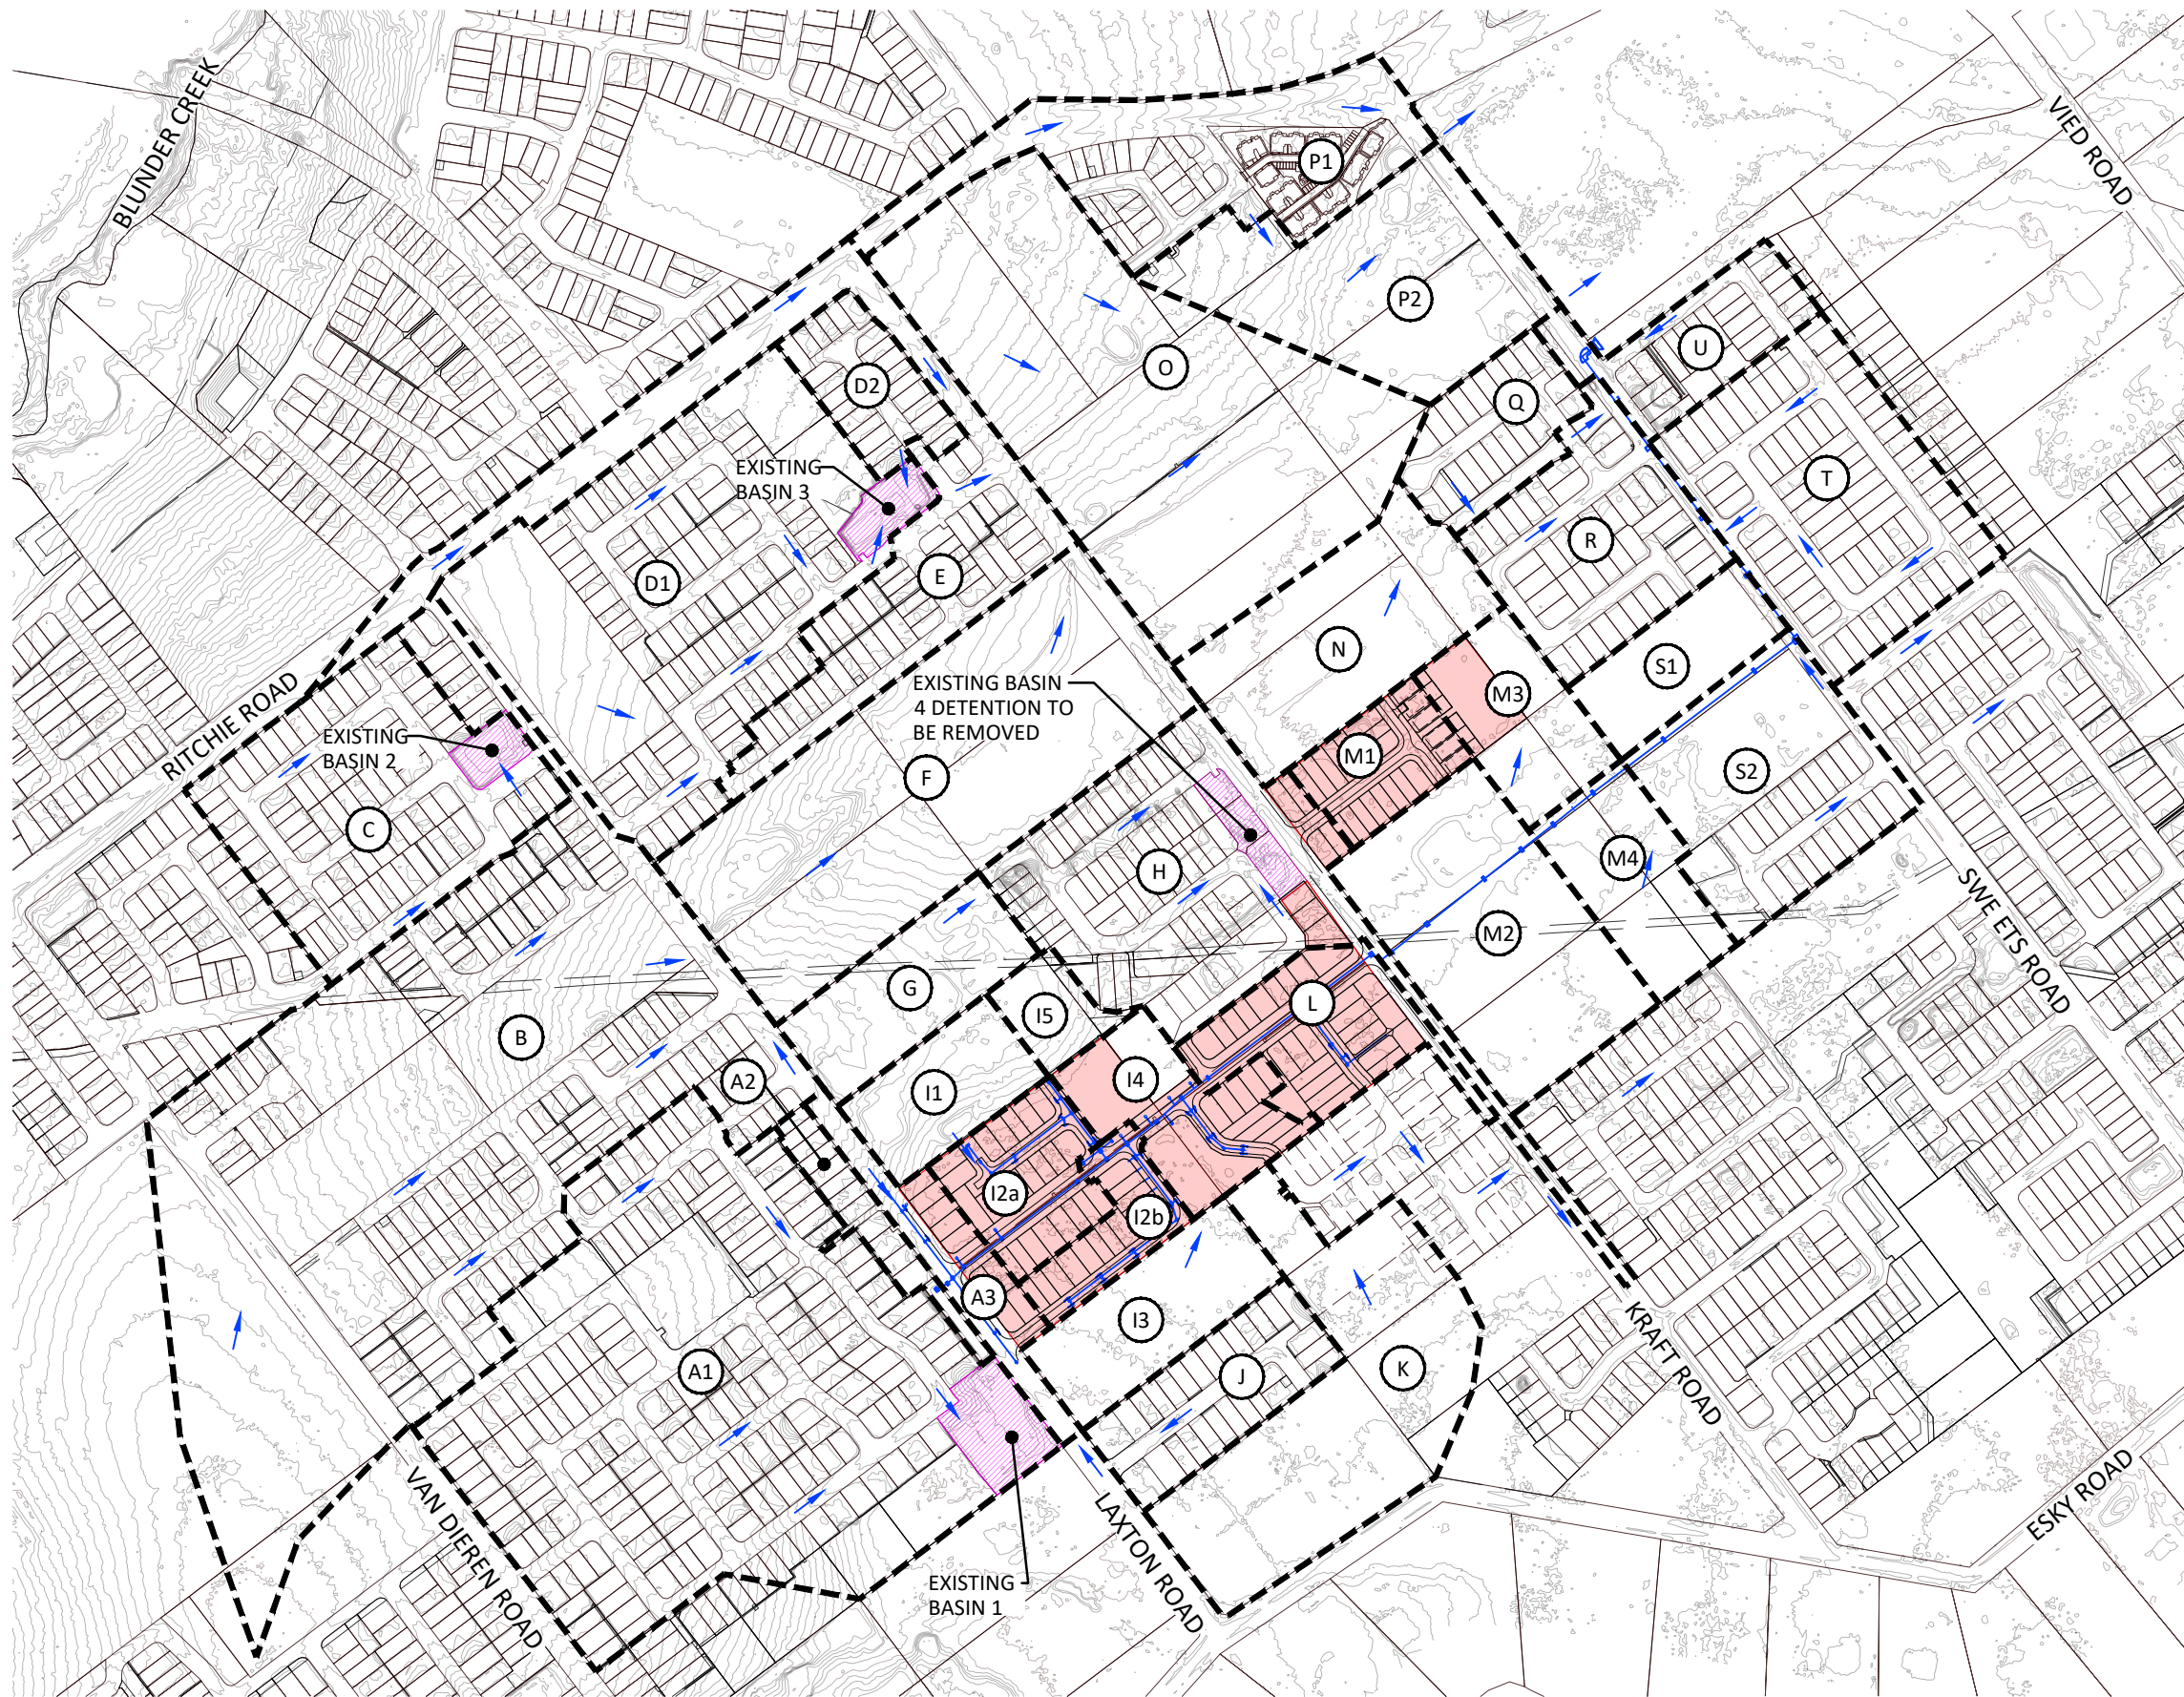 BLUNDER CREEK
VIED ROAD
P1
P2
O
U
D2
Q
T
EXISTING
BASIN 3
R
D1
E
N
S1
M3
EXISTING BASIN
4 DETENTION TO
BE REMOVED
RITCHIE ROAD
EXISTING
BASIN 2
M1
F
S2
C
H
M4
M2
SWEETS ROAD
G
L
I5
B
A2
I1
I4
I2a
I2b
A3
I3
A1
J
K
KRAFT ROAD
VAN DIEREN ROAD
LAXTON ROAD
ESKY ROAD
EXISTING
BASIN 1